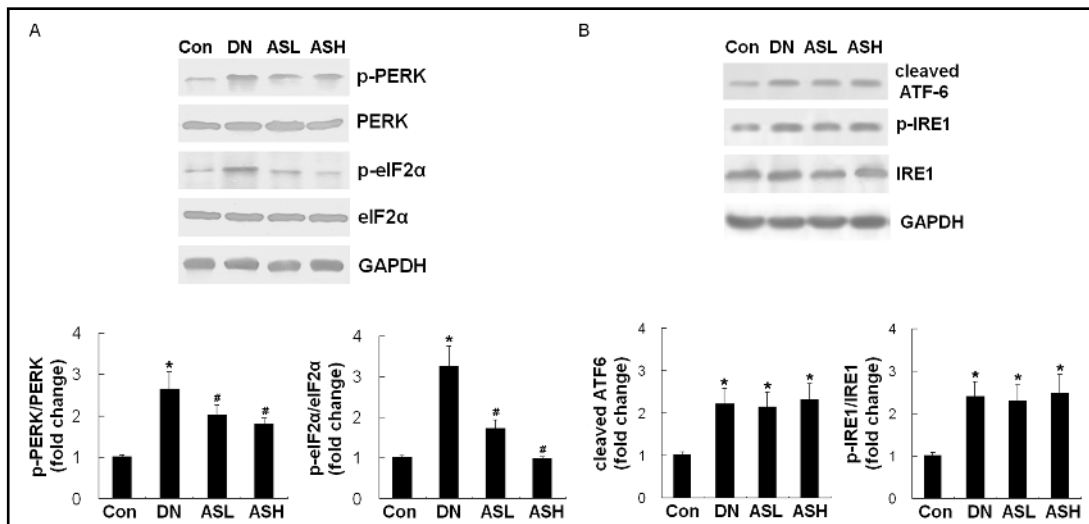 A
Con DN ASL ASH
p-PERK
PERK
p-eIF2α
eIF2α
GAPDH
p-PERK/PERK
(fold change)
4
3
2
1
0
*
#
#
Con DN ASL ASH
p-eIF2α/eIF2α
(fold change)
4
3
2
1
0
*
#
#
Con DN ASL ASH
B
Con DN ASL ASH
cleaved
ATF-6
p-IRE1
IRE1
GAPDH
cleaved ATF6
(fold change)
4
3
2
1
0
*
*
*
Con DN ASL ASH
p-IRE1/IRE1
(fold change)
4
3
2
1
0
*
*
*
Con DN ASL ASH